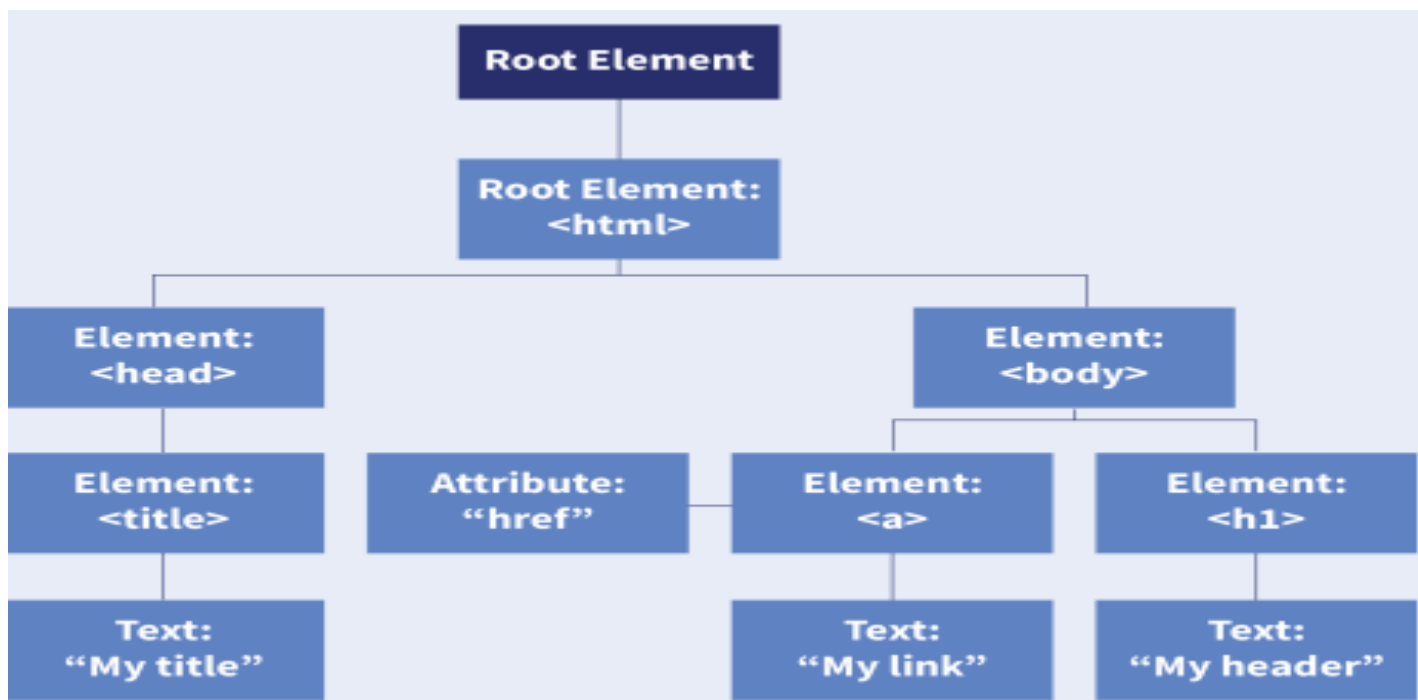 Root Element
Root Element:
<html>
Element:
<head>
Element:
<body>
Element:
<title>
Attribute:
“href”
Element:
<a>
Element:
<h1>
Text:
“My title”
Text:
“My link”
Text:
“My header”